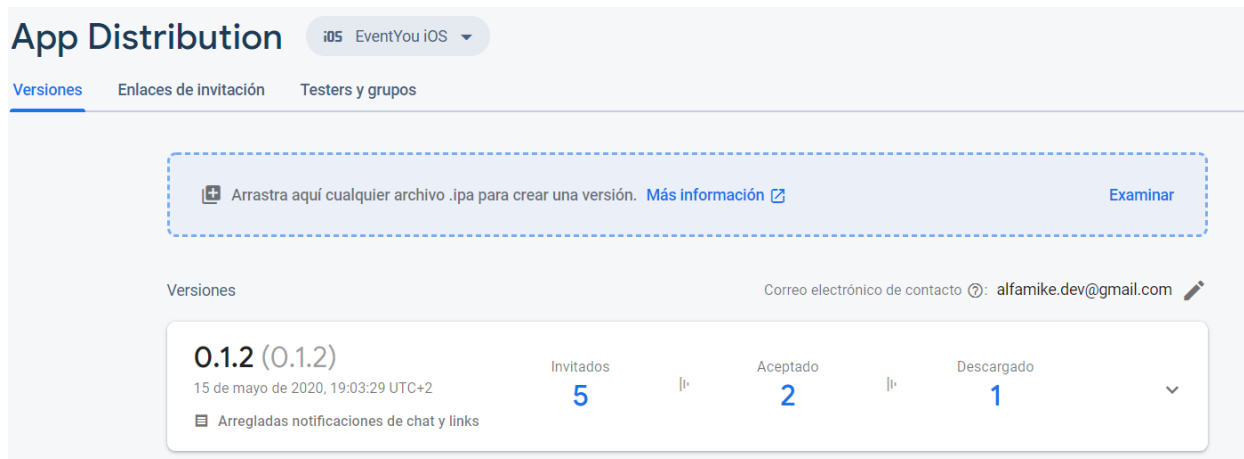 App Distribution
iOS EventYou iOS
Versiones Enlaces de invitación Testers y grupos
Arrastra aquí cualquier archivo .ipa para crear una versión. Más información Examinar
Versiones Correo electrónico de contacto ?: alfamike.dev@gmail.com
0.1.2 (0.1.2)
15 de mayo de 2020, 19:03:29 UTC+2
Arregladas notificaciones de chat y links
Invitados Aceptado Descargado
5 2 1